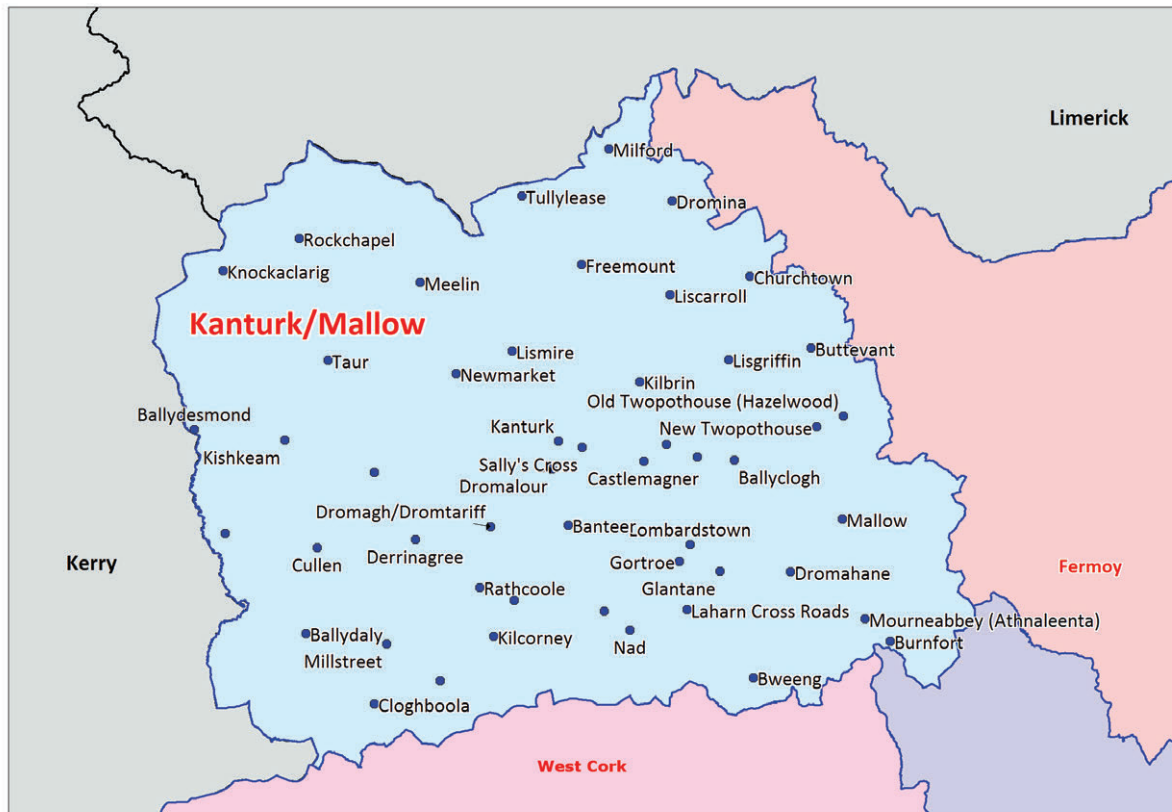 Limerick
Milford
Tullylease
Dromina
Rockchapel
Knockaclarig
Freemount
Meelin
Churchtown
Liscarroll
Kanturk/Mallow
Lismire
Buttevant
Taur
Lisgriffin
Newmarket
Kilbrin
Old Twopothouse (Hazelwood)
Ballydesmond
Kanturk
New Twopothouse
Kishkeam
Sally's Cross
Castlemagner
Ballyclogh
Dromalour
Dromagh/Dromtariff
Banteer
Mallow
Lombardstown
Derrinagree
Cullen
Kerry
Gortroe
Fermoy
Glantane
Dromahane
Rathcoole
Laharn Cross Roads
Mourneabbey (Athnaleenta)
Ballydaly
Kilcorney
Nad
Burnfort
Millstreet
Bweeng
Cloghboola
West Cork